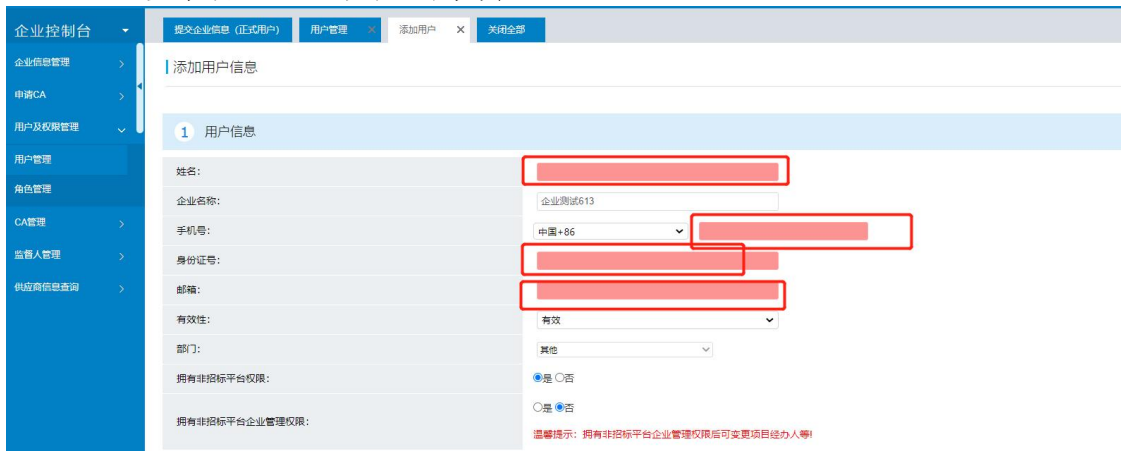 企业控制台
提交企业信息（正式用户） 用户管理 × 添加用户 × 关闭全部
企业信息管理
申请CA
用户及权限管理
用户管理
角色管理
CA管理
监督人管理
供应商信息查询
添加用户信息
1 用户信息
姓名：
企业名称： 企业测试613
手机号： 中国+86
身份证号：
邮箱：
有效性： 有效
部门： 其他
拥有非招标平台权限： 是 否
拥有非招标平台企业管理权限： 是 否
温馨提示：拥有非招标平台企业管理权限后可变更项目经办人等!